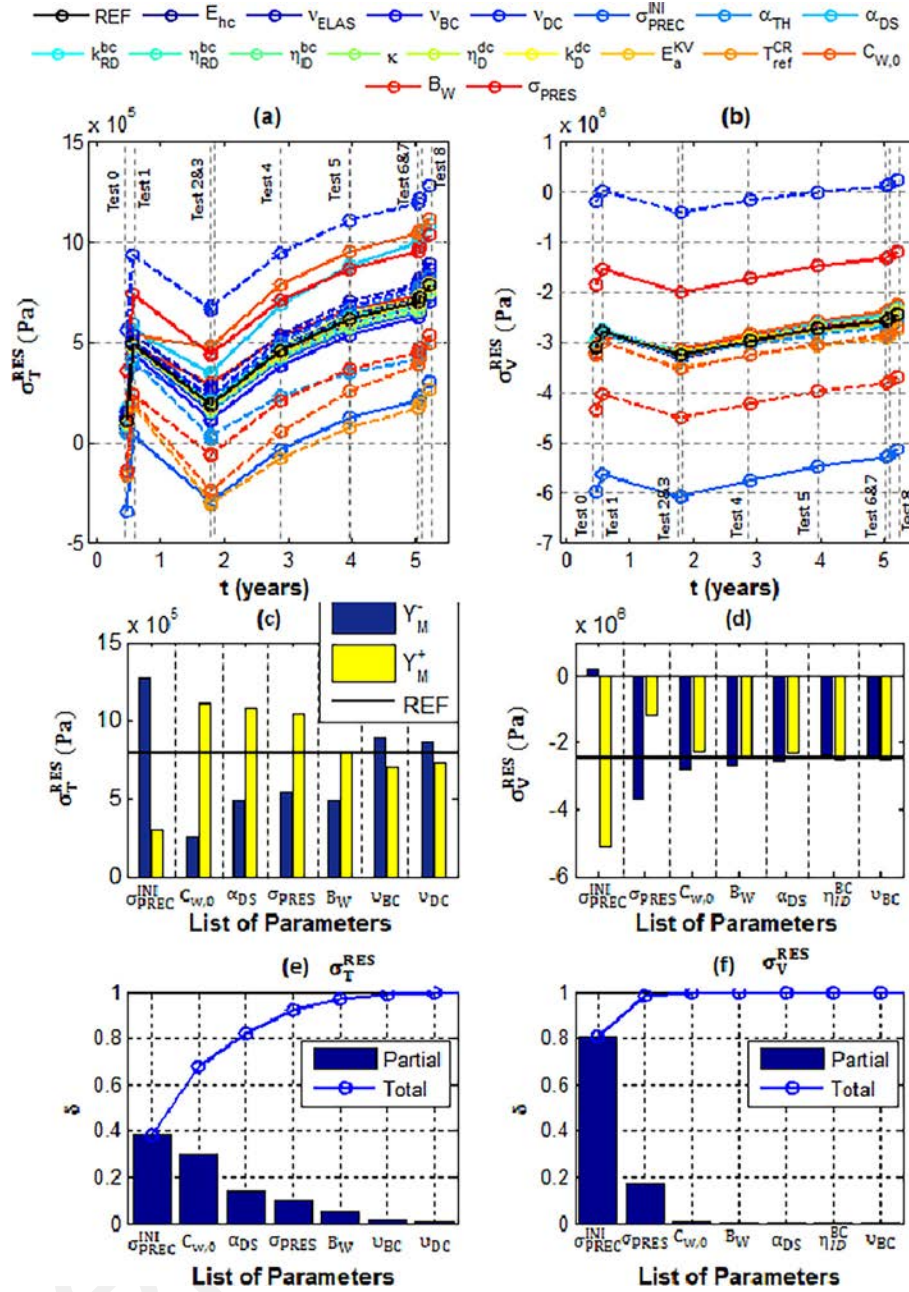 REF E_hc ν_ELAS ν_BC ν_DC σ_PREC^INI α_TH α_DS
k_RD^bc η_RD^bc η_ID^bc κ η_D^dc k_D^dc E_a^KV T_ref^CR C_W,0
B_W σ_PRES
(a)
x 10^5
15
10
5
0
-5
σ_T^RES (Pa)
Test 0
Test 1
Test 2&3
Test 4
Test 5
Test 6&7
Test 8
0 1 2 3 4 5
t (years)
(b)
x 10^6
1
0
-1
-2
-3
-4
-5
-6
-7
σ_V^RES (Pa)
Test 0
Test 1
Test 2&3
Test 4
Test 5
Test 6&7
Test 8
0 1 2 3 4 5
t (years)
(c)
x 10^5
15
10
5
0
σ_T^RES (Pa)
Y_M^-
Y_M^+
REF
σ_PREC^INI C_w,0 α_DS σ_PRES B_W υ_BC υ_DC
List of Parameters
(d)
x 10^6
0
-2
-4
-6
σ_V^RES (Pa)
σ_PREC^INI σ_PRES C_w,0 B_W α_DS η_ID^BC υ_BC
List of Parameters
(e) σ_T^RES
1
0.8
0.6
0.4
0.2
0
δ
Partial
Total
σ_PREC^INI C_w,0 α_DS σ_PRES B_W υ_BC υ_DC
List of Parameters
(f) σ_V^RES
1
0.8
0.6
0.4
0.2
0
δ
Partial
Total
σ_PREC^INI σ_PRES C_w,0 B_W α_DS η_ID^BC υ_BC
List of Parameters